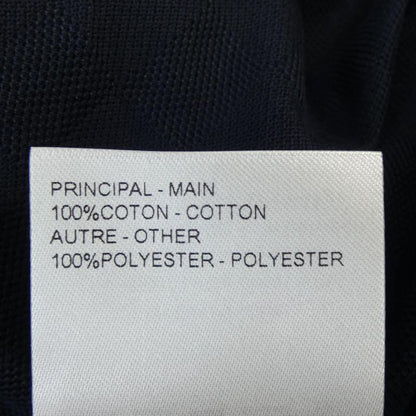 PRINCIPAL - MAIN
100%COTON - COTTON
AUTRE - OTHER
100%POLYESTER - POLYESTER